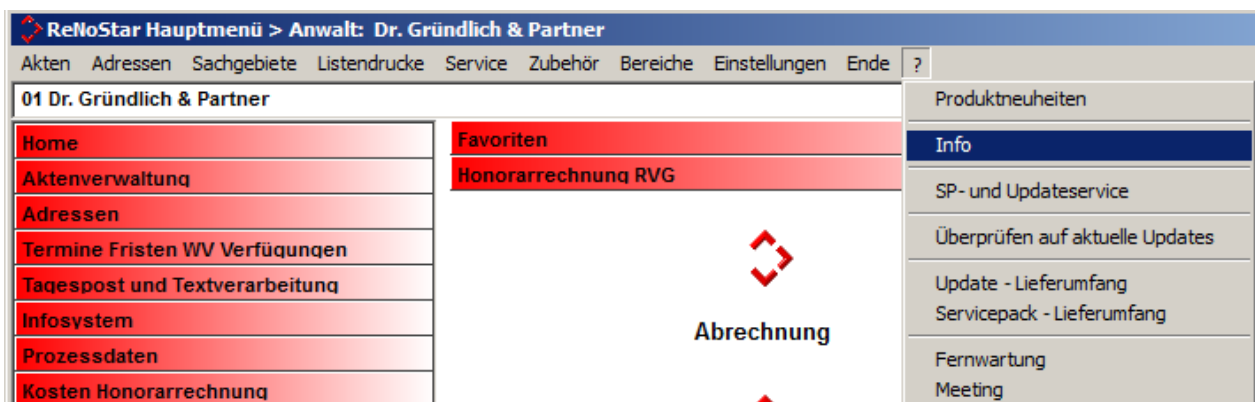 ReNoStar Hauptmenü > Anwalt: Dr. Gründlich & Partner
Akten Adressen Sachgebiete Listendrucke Service Zubehör Bereiche Einstellungen Ende ?
01 Dr. Gründlich & Partner
Home
Aktenverwaltung
Adressen
Termine Fristen WV Verfügungen
Tagespost und Textverarbeitung
Infosystem
Prozessdaten
Kosten Honorarrechnung
Favoriten
Honorarrechnung RVG
Abrechnung
Produktneuheiten
Info
SP- und Updateservice
Überprüfen auf aktuelle Updates
Update - Lieferumfang
Servicepack - Lieferumfang
Fernwartung
Meeting